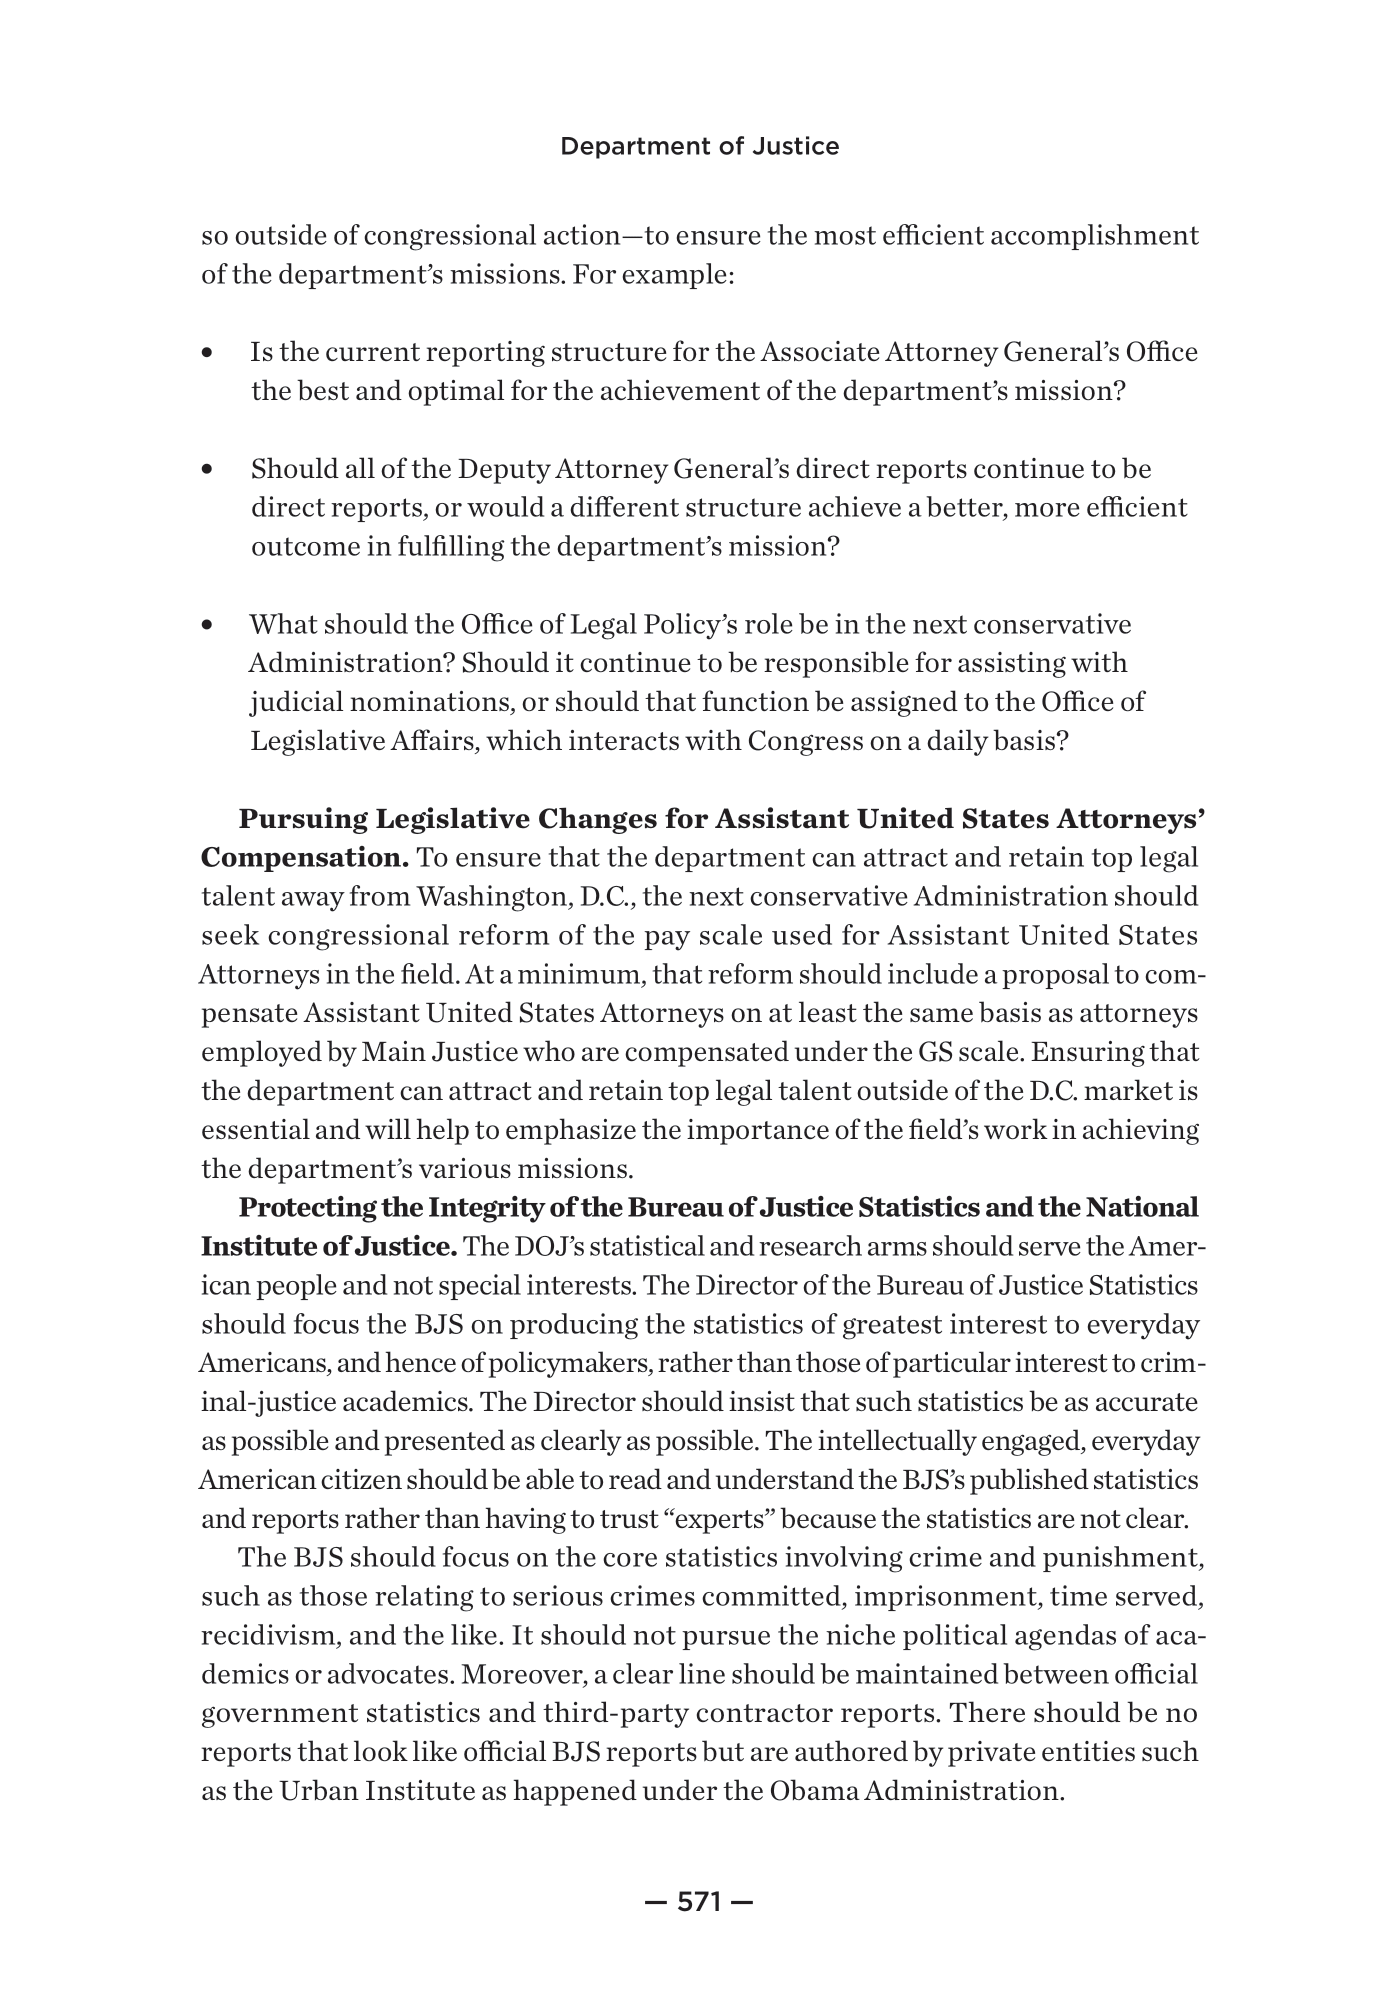 Department of Justice
so outside of congressional action—to ensure the most efficient accomplishment
of the department’s missions. For example:
• Is the current reporting structure for the Associate Attorney General’s Office
the best and optimal for the achievement of the department’s mission?
• Should all of the Deputy Attorney General’s direct reports continue to be
direct reports, or would a different structure achieve a better, more efficient
outcome in fulfilling the department’s mission?
• What should the Office of Legal Policy’s role be in the next conservative
Administration? Should it continue to be responsible for assisting with
judicial nominations, or should that function be assigned to the Office of
Legislative Affairs, which interacts with Congress on a daily basis?
Pursuing Legislative Changes for Assistant United States Attorneys’
Compensation. To ensure that the department can attract and retain top legal
talent away from Washington, D.C., the next conservative Administration should
seek congressional reform of the pay scale used for Assistant United States
Attorneys in the field. At a minimum, that reform should include a proposal to com-
pensate Assistant United States Attorneys on at least the same basis as attorneys
employed by Main Justice who are compensated under the GS scale. Ensuring that
the department can attract and retain top legal talent outside of the D.C. market is
essential and will help to emphasize the importance of the field’s work in achieving
the department’s various missions.
Protecting the Integrity of the Bureau of Justice Statistics and the National
Institute of Justice. The DOJ’s statistical and research arms should serve the Amer-
ican people and not special interests. The Director of the Bureau of Justice Statistics
should focus the BJS on producing the statistics of greatest interest to everyday
Americans, and hence of policymakers, rather than those of particular interest to crim-
inal-justice academics. The Director should insist that such statistics be as accurate
as possible and presented as clearly as possible. The intellectually engaged, everyday
American citizen should be able to read and understand the BJS’s published statistics
and reports rather than having to trust “experts” because the statistics are not clear.
The BJS should focus on the core statistics involving crime and punishment,
such as those relating to serious crimes committed, imprisonment, time served,
recidivism, and the like. It should not pursue the niche political agendas of aca-
demics or advocates. Moreover, a clear line should be maintained between official
government statistics and third-party contractor reports. There should be no
reports that look like official BJS reports but are authored by private entities such
as the Urban Institute as happened under the Obama Administration.
— 571 —